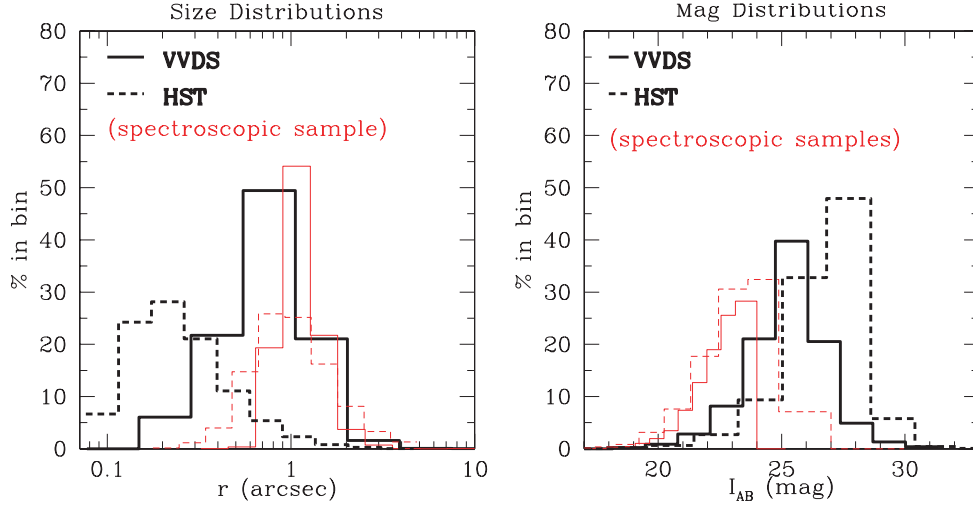 Size Distributions
80
70
60
50
40
30
20
10
0
% in bin
VVDS
HST
(spectroscopic sample)
0.1
1
10
r (arcsec)
Mag Distributions
80
70
60
50
40
30
20
10
0
% in bin
VVDS
HST
(spectroscopic samples)
20
25
30
I_AB (mag)